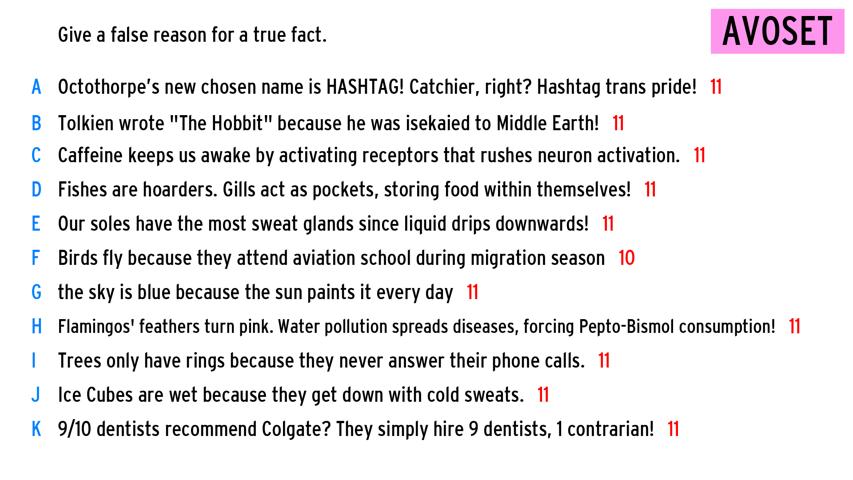 Give a false reason for a true fact.
AVOSET
A Octothorpe's new chosen name is HASHTAG! Catchier, right? Hashtag trans pride! 11
B Tolkien wrote "The Hobbit" because he was isekaied to Middle Earth! 11
C Caffeine keeps us awake by activating receptors that rushes neuron activation. 11
D Fishes are hoarders. Gills act as pockets, storing food within themselves! 11
E Our soles have the most sweat glands since liquid drips downwards! 11
F Birds fly because they attend aviation school during migration season 10
G the sky is blue because the sun paints it every day 11
H Flamingos' feathers turn pink. Water pollution spreads diseases, forcing Pepto-Bismol consumption! 11
I Trees only have rings because they never answer their phone calls. 11
J Ice Cubes are wet because they get down with cold sweats. 11
K 9/10 dentists recommend Colgate? They simply hire 9 dentists, 1 contrarian! 11